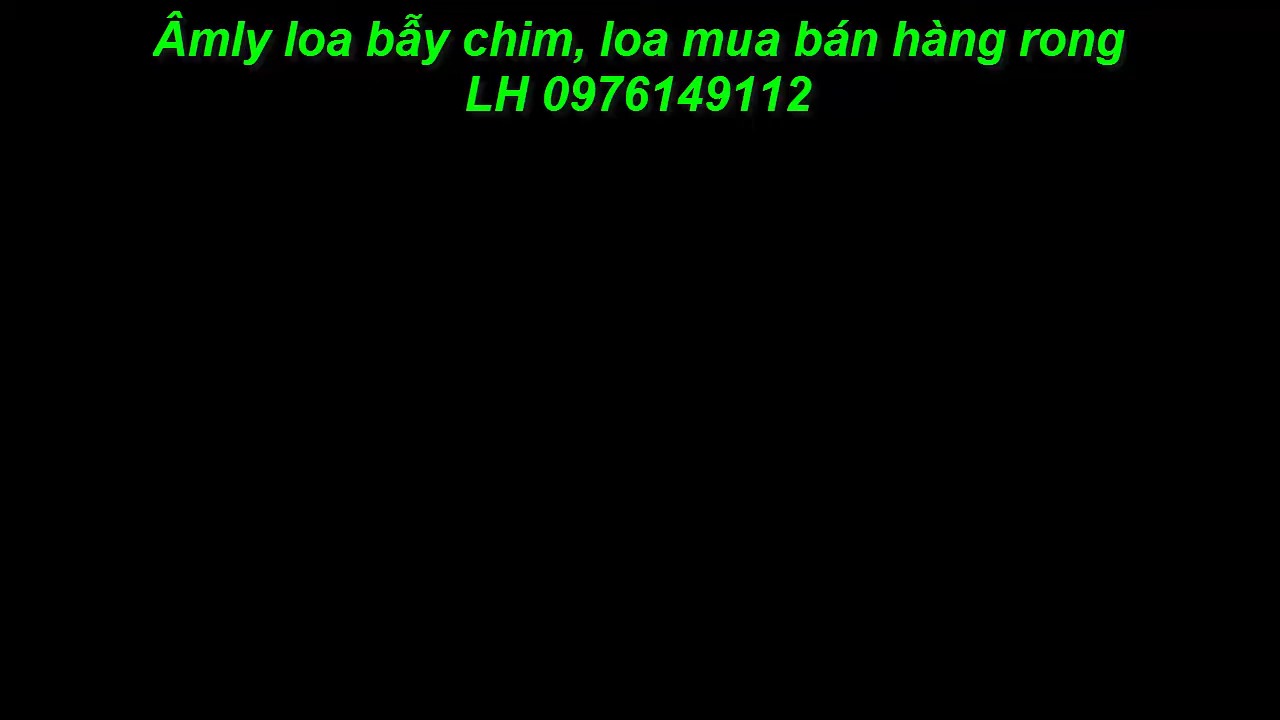 Âmly loa bẫy chim, loa mua bán hàng rong
LH 0976149112